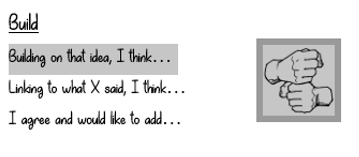 Build
Building on that idea, I think...
Linking to what X said, I think...
I agree and would like to add...